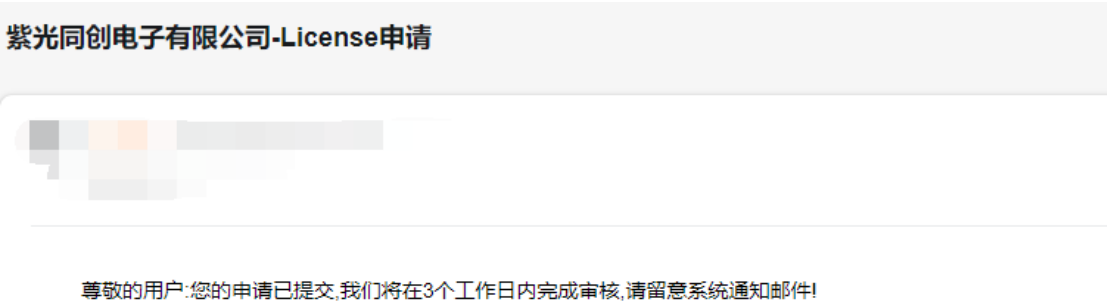 紫光同创电子有限公司-License申请
尊敬的用户:您的申请已提交,我们将在3个工作日内完成审核,请留意系统通知邮件!